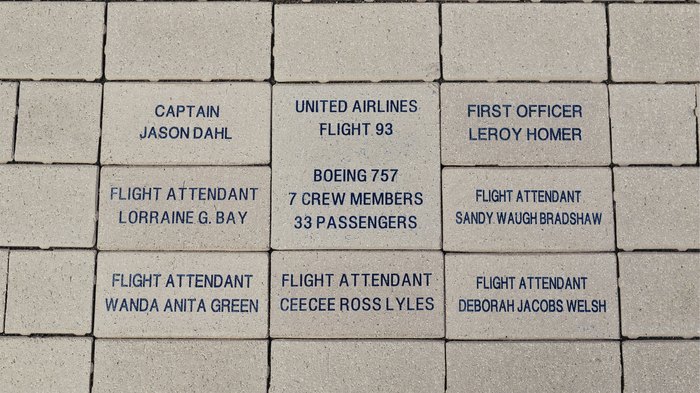 CAPTAIN
JASON DAHL
UNITED AIRLINES
FLIGHT 93
BOEING 757
7 CREW MEMBERS
33 PASSENGERS
FIRST OFFICER
LEROY HOMER
FLIGHT ATTENDANT
LORRAINE G. BAY
FLIGHT ATTENDANT
SANDY WAUGH BRADSHAW
FLIGHT ATTENDANT
WANDA ANITA GREEN
FLIGHT ATTENDANT
CEECEE ROSS LYLES
FLIGHT ATTENDANT
DEBORAH JACOBS WELSH